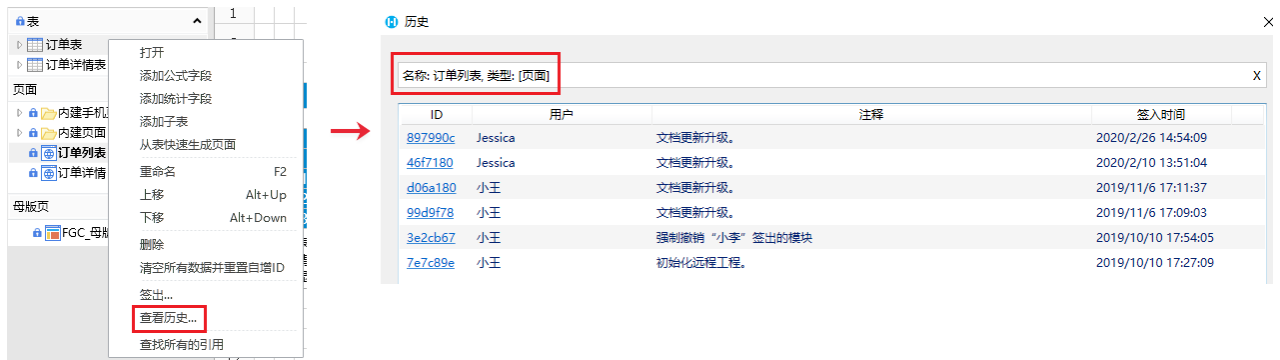 表
1
订单表
订单详情表
页面
内建手机
内建页面
订单列表
订单详情
母版页
FGC_母版
打开
添加公式字段
添加统计字段
添加子表
从表快速生成页面
重命名 F2
上移 Alt+Up
下移 Alt+Down
删除
清空所有数据并重置自增ID
签出...
查看历史...
查找所有的引用
历史
名称: 订单列表, 类型: [页面] X
ID 用户 注释 签入时间
897990c Jessica 文档更新升级。 2020/2/26 14:54:09
46f7180 Jessica 文档更新升级。 2020/2/10 13:51:04
d06a180 小王 文档更新升级。 2019/11/6 17:11:37
99d9f78 小王 文档更新升级。 2019/11/6 17:09:03
3e2cb67 小王 强制撤销“小李”签出的模块 2019/10/10 17:54:05
7e7c89e 小王 初始化远程工程。 2019/10/10 17:27:09